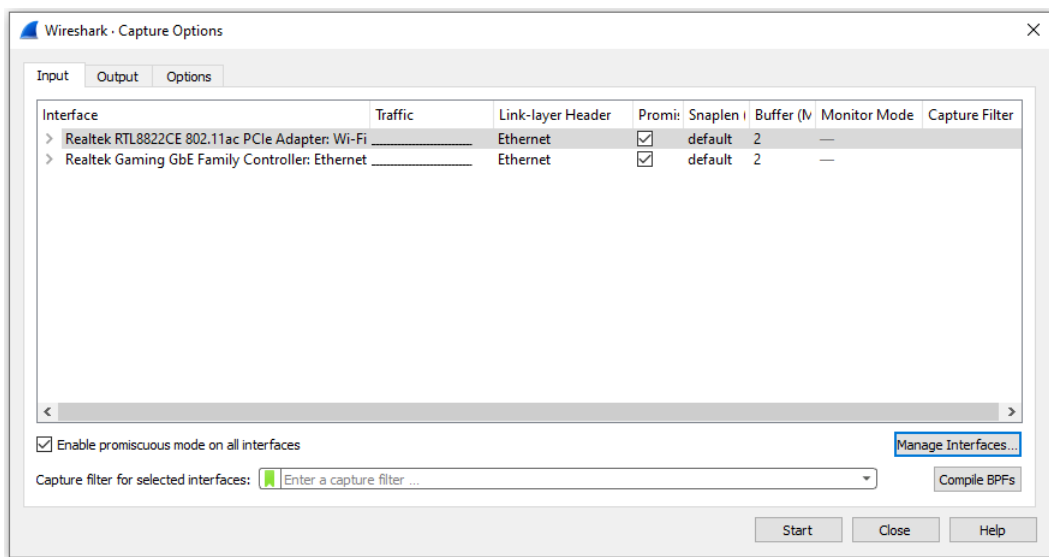 Wireshark · Capture Options
Input Output Options
Interface Traffic Link-layer Header Promi: Snaplen ( Buffer (M Monitor Mode Capture Filter
Realtek RTL8822CE 802.11ac PCIe Adapter: Wi-Fi Ethernet default 2 —
Realtek Gaming GbE Family Controller: Ethernet Ethernet default 2 —
Enable promiscuous mode on all interfaces Manage Interfaces...
Capture filter for selected interfaces: Enter a capture filter ... Compile BPFs
Start Close Help